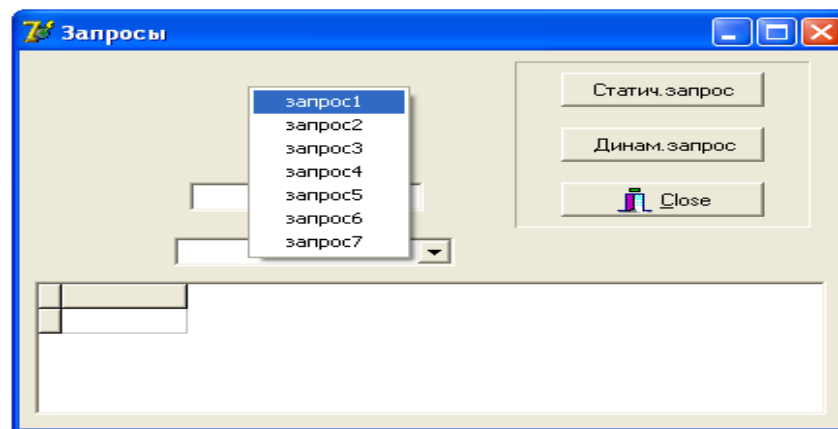 Запросы
запрос1
запрос2
запрос3
запрос4
запрос5
запрос6
запрос7
Статич.запрос
Динам.запрос
Close